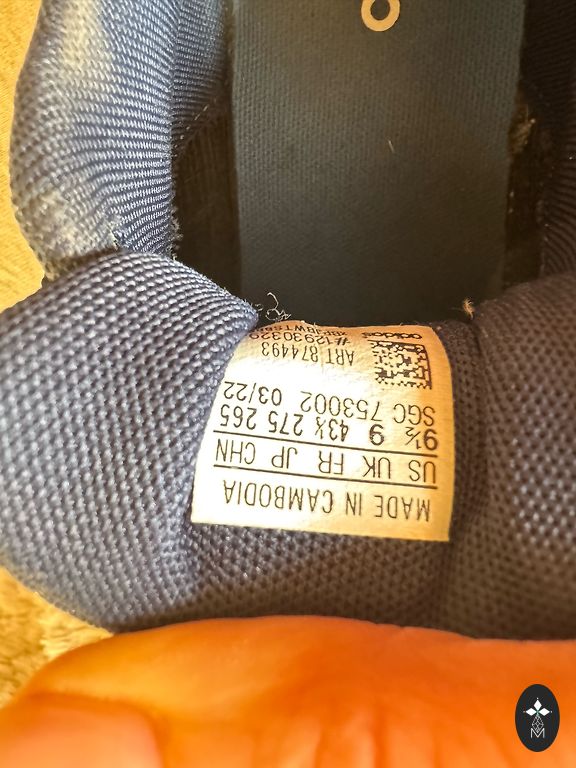 MADE IN CAMBODIA
US UK FR JP CHN
9½ 9 43⅓ 275 265
SGC 753002 03/22
ART 874493
#L12930329
adidas
M